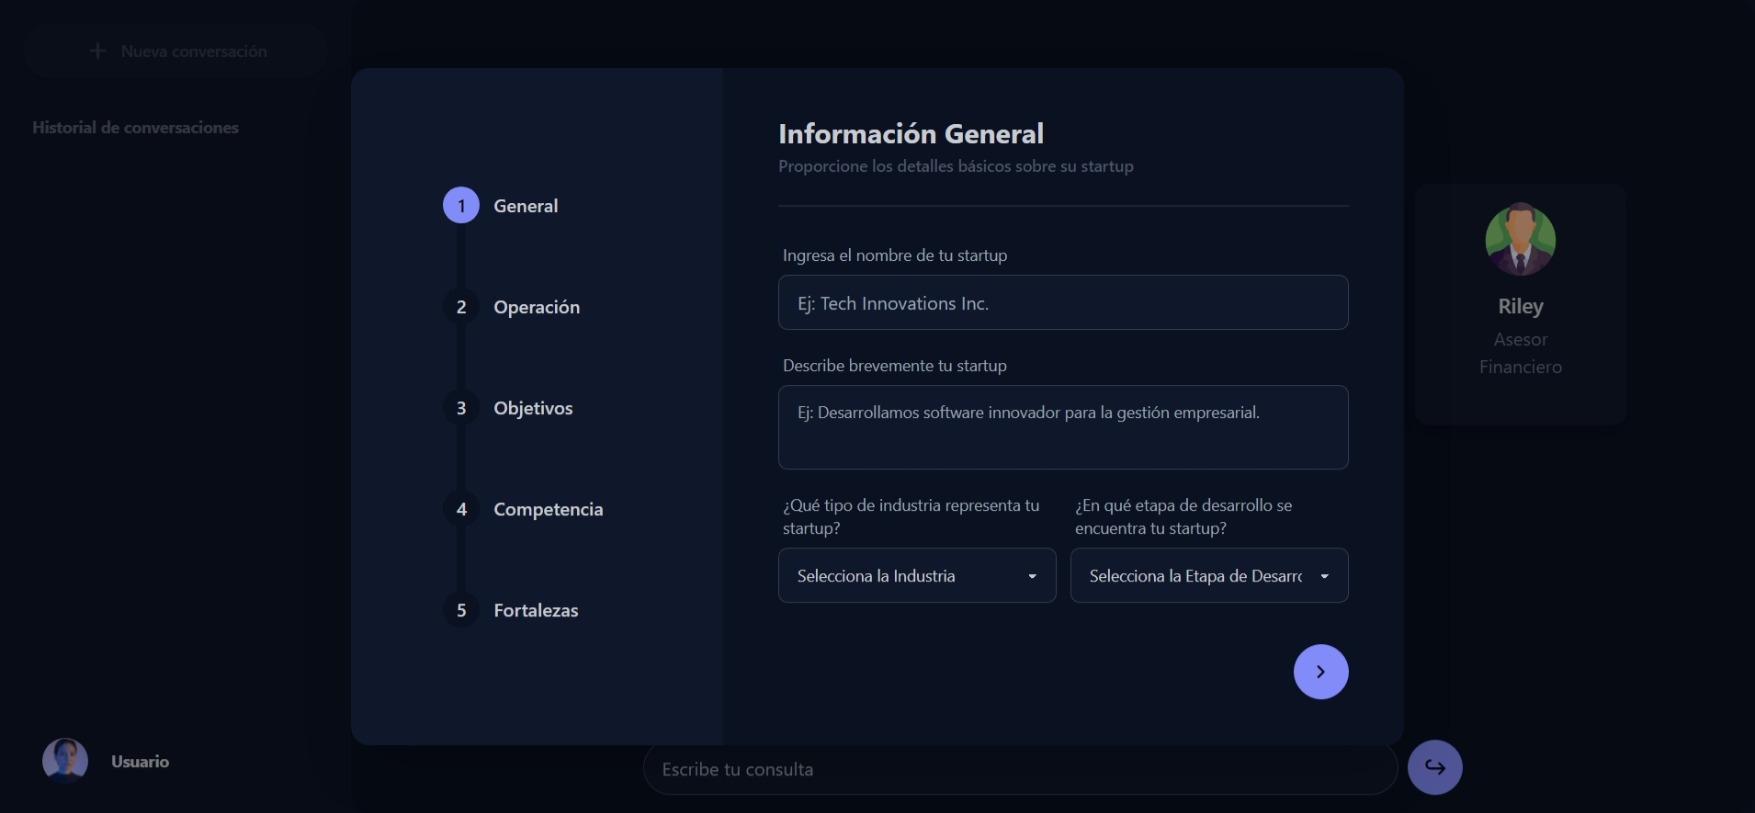 Nueva conversación
Historial de conversaciones
1 General
2 Operación
3 Objetivos
4 Competencia
5 Fortalezas
Información General
Proporcione los detalles básicos sobre su startup
Ingresa el nombre de tu startup
Ej: Tech Innovations Inc.
Describe brevemente tu startup
Ej: Desarrollamos software innovador para la gestión empresarial.
¿Qué tipo de industria representa tu
startup?
Selecciona la Industria
¿En qué etapa de desarrollo se
encuentra tu startup?
Selecciona la Etapa de Desarro
Riley
Asesor
Financiero
Usuario
Escribe tu consulta